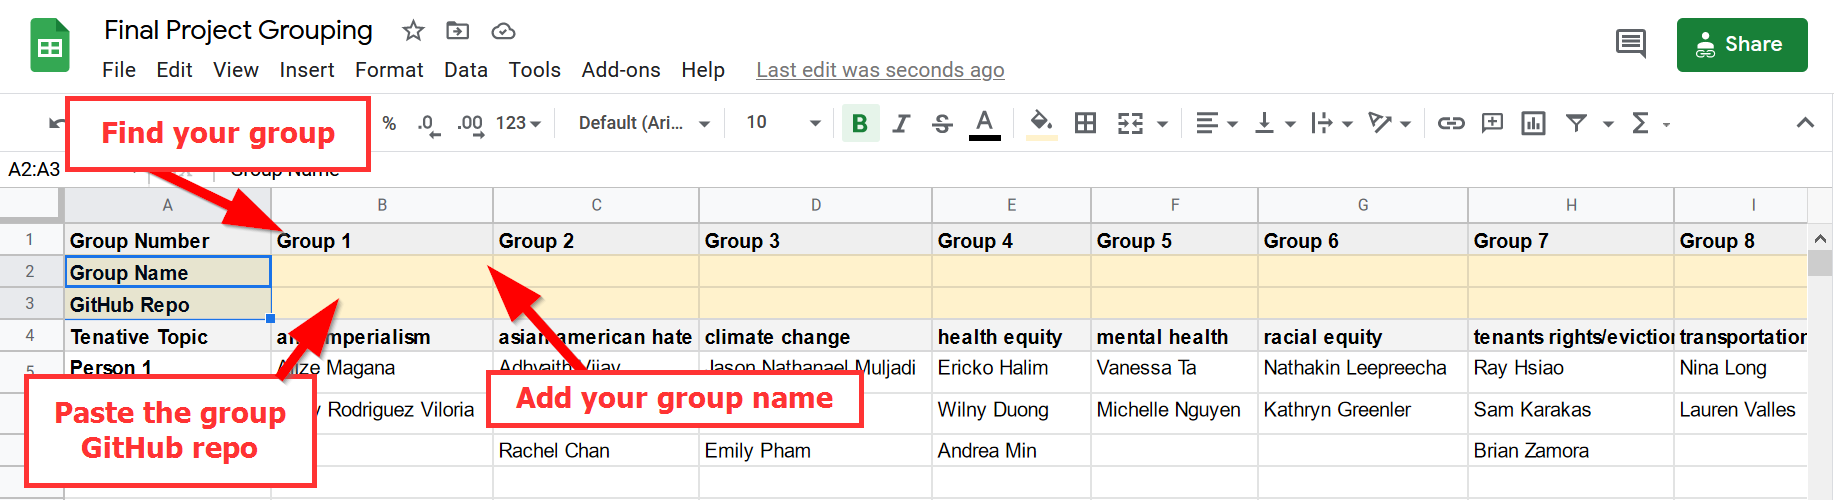 Final Project Grouping
File Edit View Insert Format Data Tools Add-ons Help Last edit was seconds ago
Share
Find your group
% .0 .00 123 Default (Ari... 10 B I S A Σ
A2:A3 Group Name
A B C D E F G H I
1 Group Number Group 1 Group 2 Group 3 Group 4 Group 5 Group 6 Group 7 Group 8
2 Group Name
3 GitHub Repo
4 Tenative Topic imperialism asian american hate climate change health equity mental health racial equity tenants rights/eviction transportation
5 Person 1 Magana Adhvaith Vijay Jason Nathanael Muljadi Ericko Halim Vanessa Ta Nathakin Leepreecha Ray Hsiao Nina Long
Rodriguez Viloria Wilny Duong Michelle Nguyen Kathryn Greenler Sam Karakas Lauren Valles
Rachel Chan Emily Pham Andrea Min Brian Zamora
Paste the group
GitHub repo
Add your group name